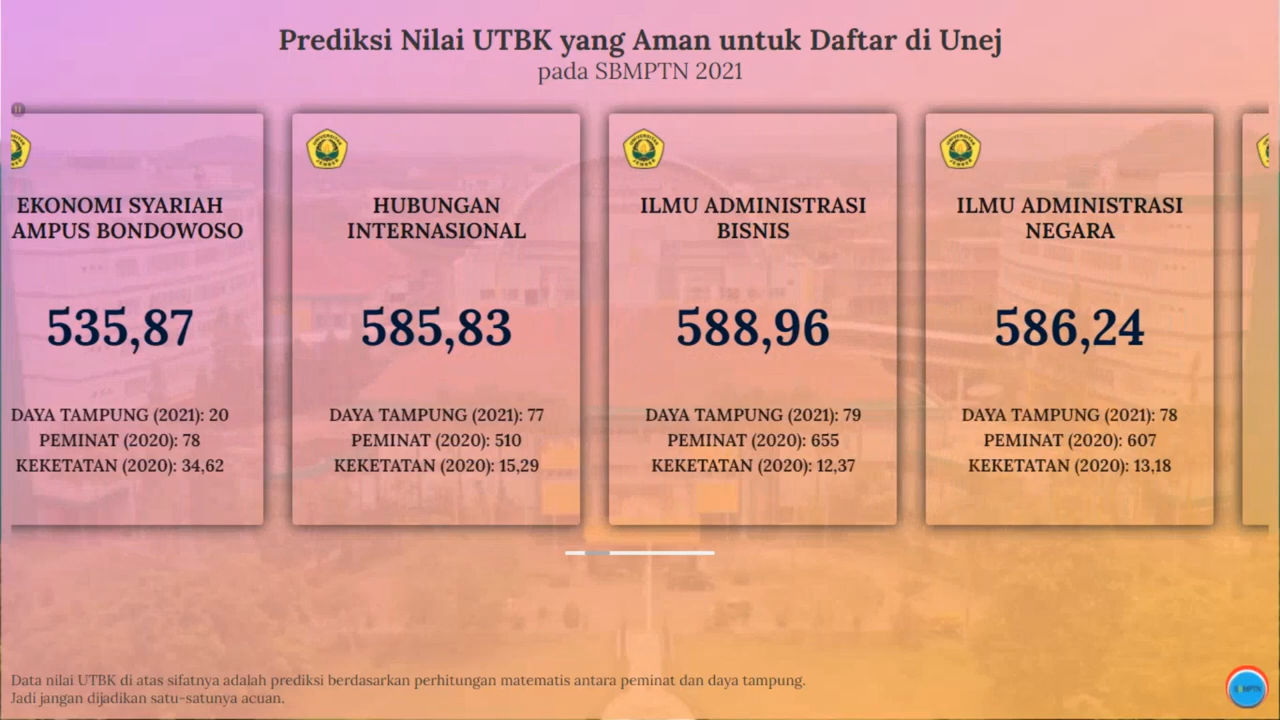 Prediksi Nilai UTBK yang Aman untuk Daftar di Unej
pada SBMPTN 2021
EKONOMI SYARIAH
AMPUS BONDOWOSO
535,87
DAYA TAMPUNG (2021): 20
PEMINAT (2020): 78
KEKETATAN (2020): 34,62
HUBUNGAN
INTERNASIONAL
585,83
DAYA TAMPUNG (2021): 77
PEMINAT (2020): 510
KEKETATAN (2020): 15,29
ILMU ADMINISTRASI
BISNIS
588,96
DAYA TAMPUNG (2021): 79
PEMINAT (2020): 655
KEKETATAN (2020): 12,37
ILMU ADMINISTRASI
NEGARA
586,24
DAYA TAMPUNG (2021): 78
PEMINAT (2020): 607
KEKETATAN (2020): 13,18
Data nilai UTBK di atas sifatnya adalah prediksi berdasarkan perhitungan matematis antara peminat dan daya tampung.
Jadi jangan dijadikan satu-satunya acuan.